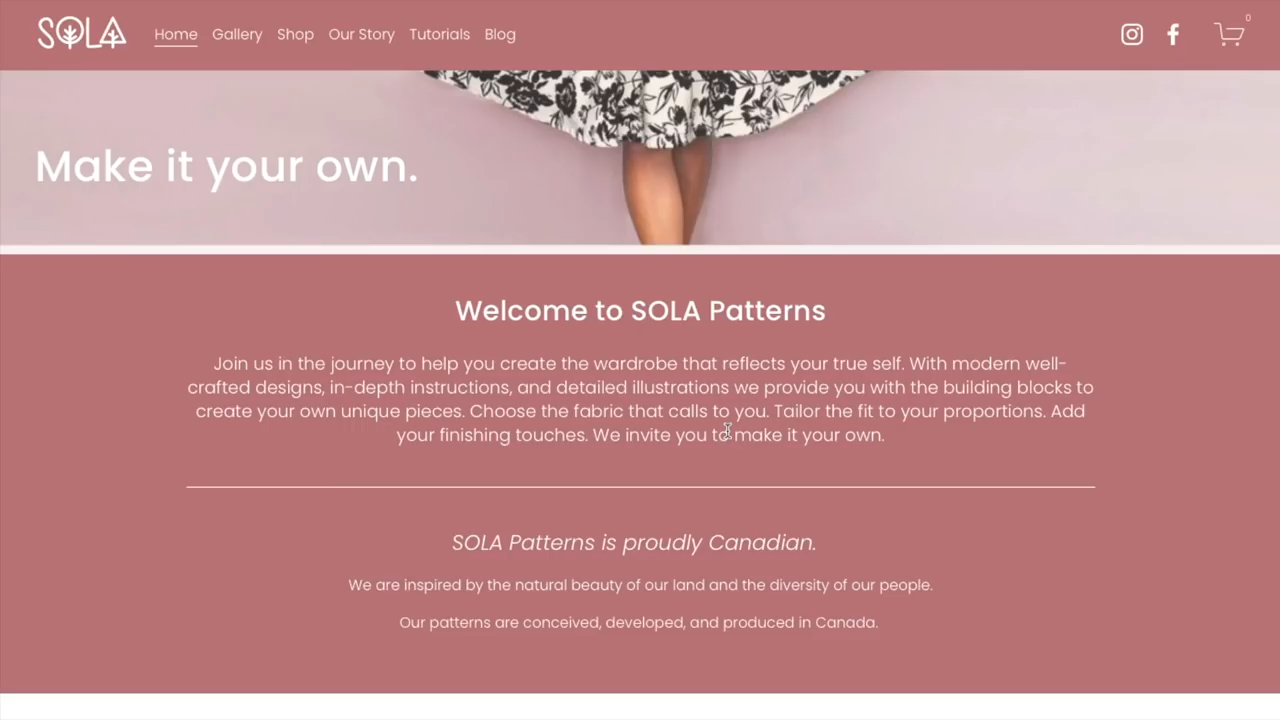 SOLA
Home Gallery Shop Our Story Tutorials Blog
0
Make it your own.
Welcome to SOLA Patterns
Join us in the journey to help you create the wardrobe that reflects your true self. With modern well-
crafted designs, in-depth instructions, and detailed illustrations we provide you with the building blocks to
create your own unique pieces. Choose the fabric that calls to you. Tailor the fit to your proportions. Add
your finishing touches. We invite you to make it your own.
SOLA Patterns is proudly Canadian.
We are inspired by the natural beauty of our land and the diversity of our people.
Our patterns are conceived, developed, and produced in Canada.